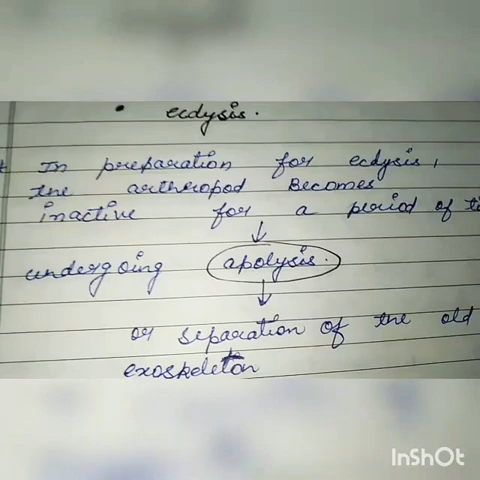 • ecdysis.
In preparation for ecdysis,
the arthropod Becomes
inactive for a period of
undergoing apolysis.
or separation of the old
exoskeleton
InShOt